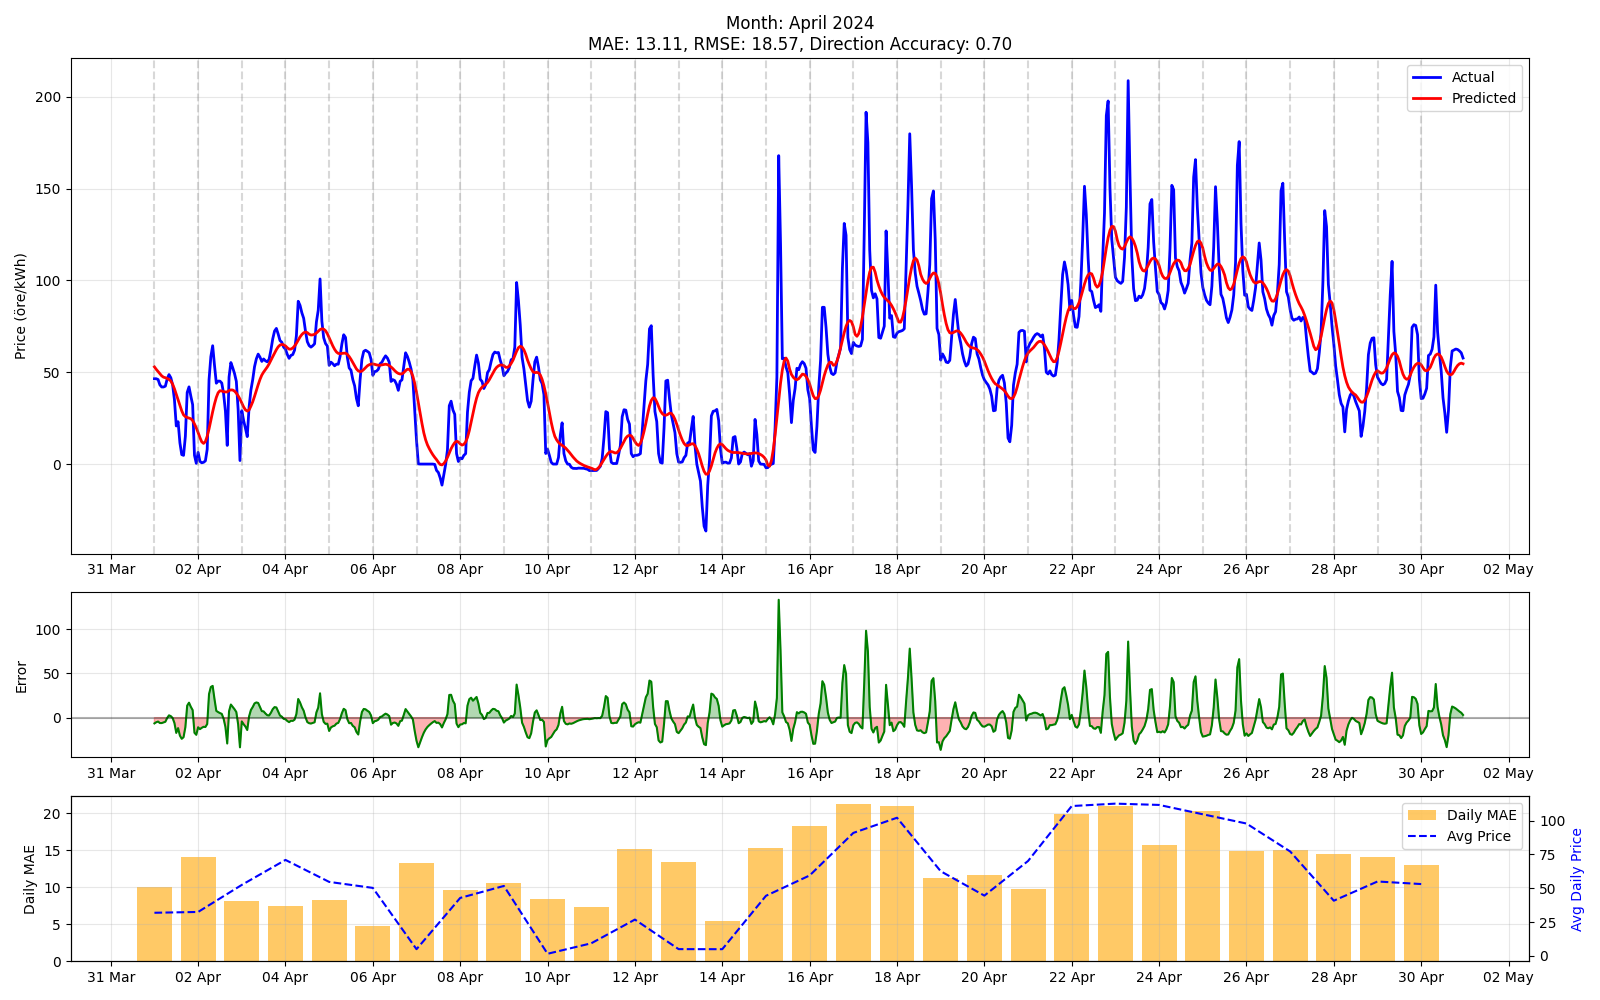 Month: April 2024
MAE: 13.11, RMSE: 18.57, Direction Accuracy: 0.70
Price (öre/kWh)
200
150
100
50
0
Actual
Predicted
31 Mar 02 Apr 04 Apr 06 Apr 08 Apr 10 Apr 12 Apr 14 Apr 16 Apr 18 Apr 20 Apr 22 Apr 24 Apr 26 Apr 28 Apr 30 Apr 02 May
Error
100
50
0
31 Mar 02 Apr 04 Apr 06 Apr 08 Apr 10 Apr 12 Apr 14 Apr 16 Apr 18 Apr 20 Apr 22 Apr 24 Apr 26 Apr 28 Apr 30 Apr 02 May
Daily MAE
20
15
10
5
0
Daily MAE
Avg Price
100
75
50
25
0
Avg Daily Price
31 Mar 02 Apr 04 Apr 06 Apr 08 Apr 10 Apr 12 Apr 14 Apr 16 Apr 18 Apr 20 Apr 22 Apr 24 Apr 26 Apr 28 Apr 30 Apr 02 May